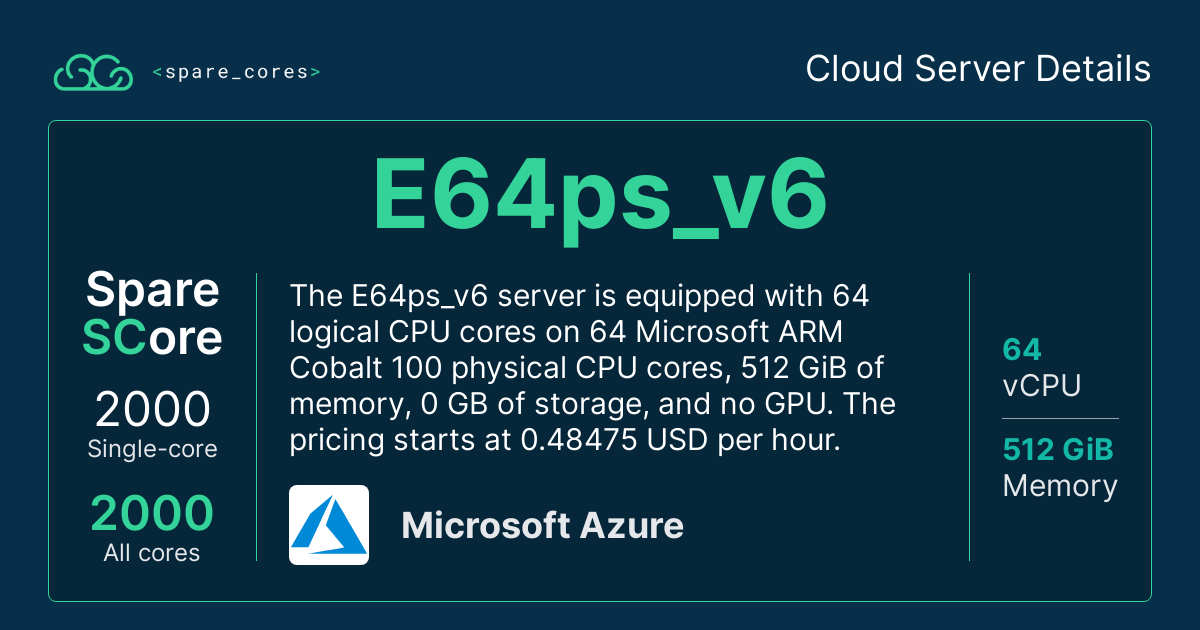 <spare_cores>
Cloud Server Details
E64ps_v6
Spare
SCore
2000
Single-core
2000
All cores
The E64ps_v6 server is equipped with 64
logical CPU cores on 64 Microsoft ARM
Cobalt 100 physical CPU cores, 512 GiB of
memory, 0 GB of storage, and no GPU. The
pricing starts at 0.48475 USD per hour.
Microsoft Azure
64
vCPU
512 GiB
Memory